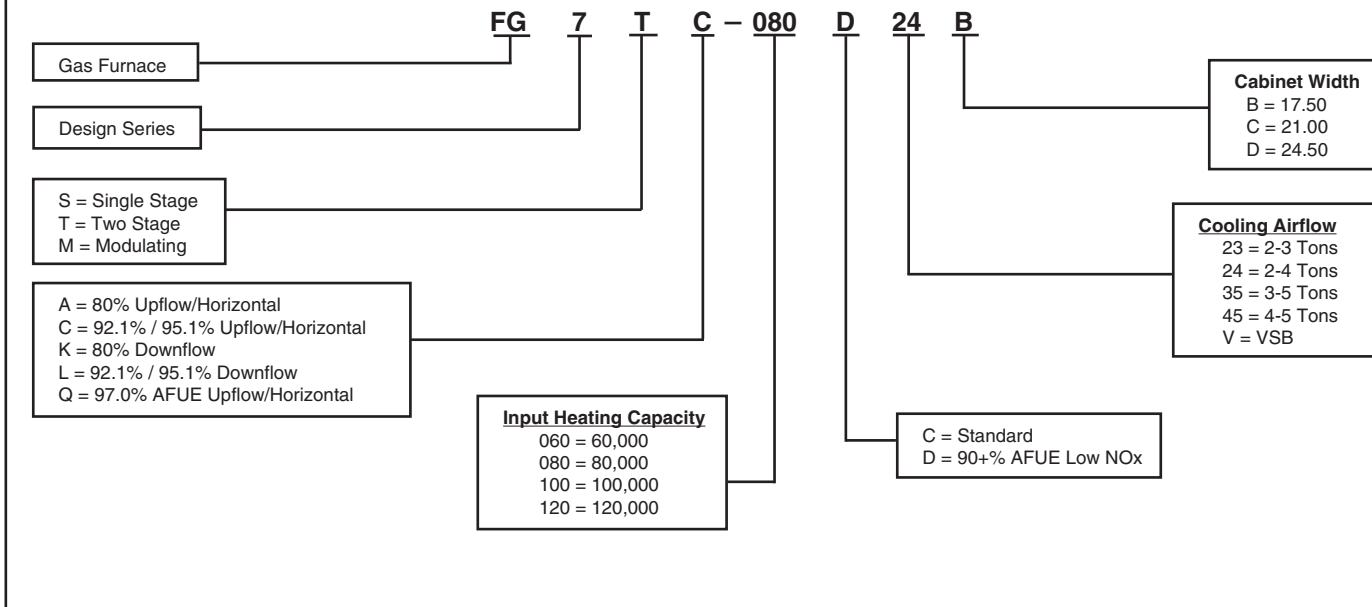 FG 7 T C – 080 D 24 B
Gas Furnace
Design Series
S = Single Stage
T = Two Stage
M = Modulating
A = 80% Upflow/Horizontal
C = 92.1% / 95.1% Upflow/Horizontal
K = 80% Downflow
L = 92.1% / 95.1% Downflow
Q = 97.0% AFUE Upflow/Horizontal
Input Heating Capacity
060 = 60,000
080 = 80,000
100 = 100,000
120 = 120,000
C = Standard
D = 90+% AFUE Low NOx
Cooling Airflow
23 = 2-3 Tons
24 = 2-4 Tons
35 = 3-5 Tons
45 = 4-5 Tons
V = VSB
Cabinet Width
B = 17.50
C = 21.00
D = 24.50